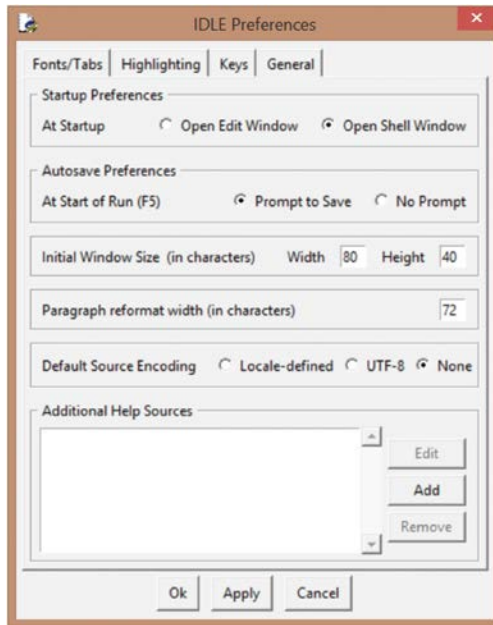 IDLE Preferences
Fonts/Tabs Highlighting Keys General
Startup Preferences
At Startup Open Edit Window Open Shell Window
Autosave Preferences
At Start of Run (F5) Prompt to Save No Prompt
Initial Window Size (in characters) Width 80 Height 40
Paragraph reformat width (in characters) 72
Default Source Encoding Locale-defined UTF-8 None
Additional Help Sources
Edit
Add
Remove
Ok Apply Cancel